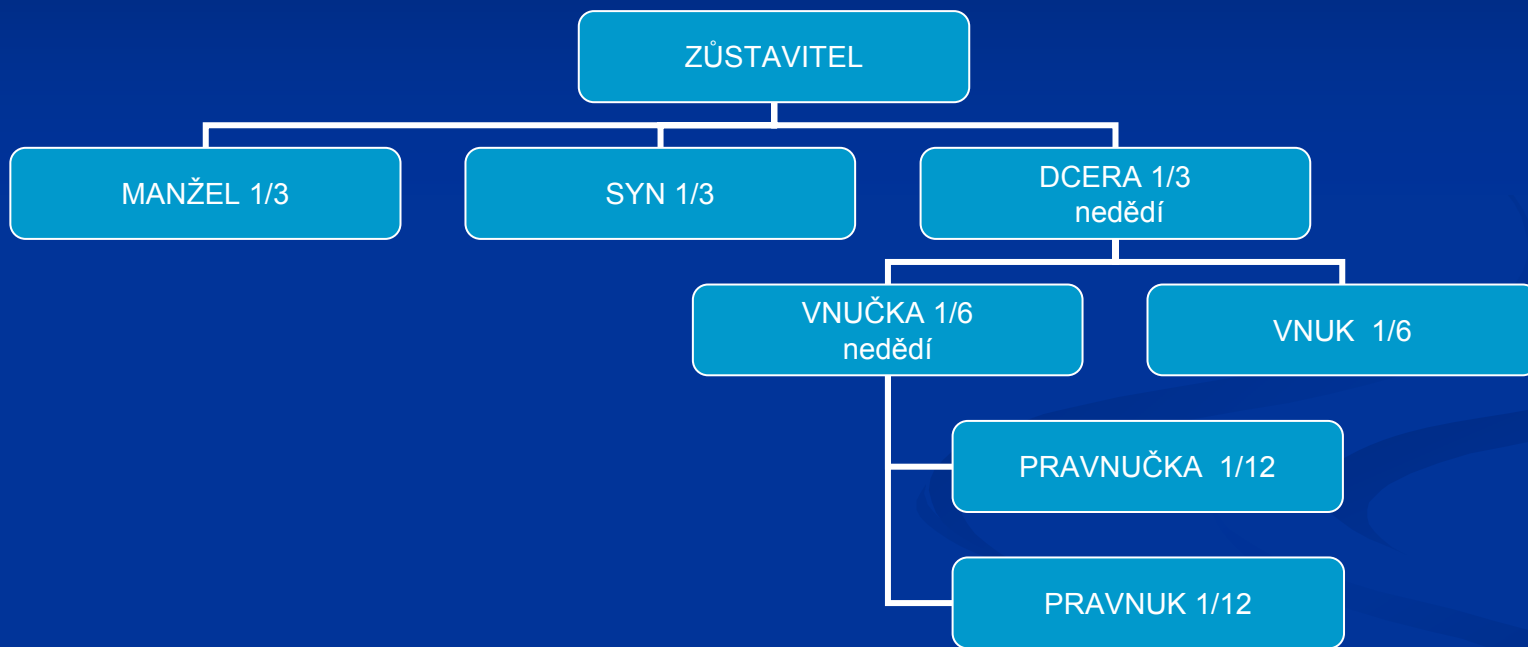 ZŮSTAVITEL
MANŽEL 1/3
SYN 1/3
DCERA 1/3
nedědí
VNUČKA 1/6
nedědí
VNUK 1/6
PRAVNUČKA 1/12
PRAVNUK 1/12